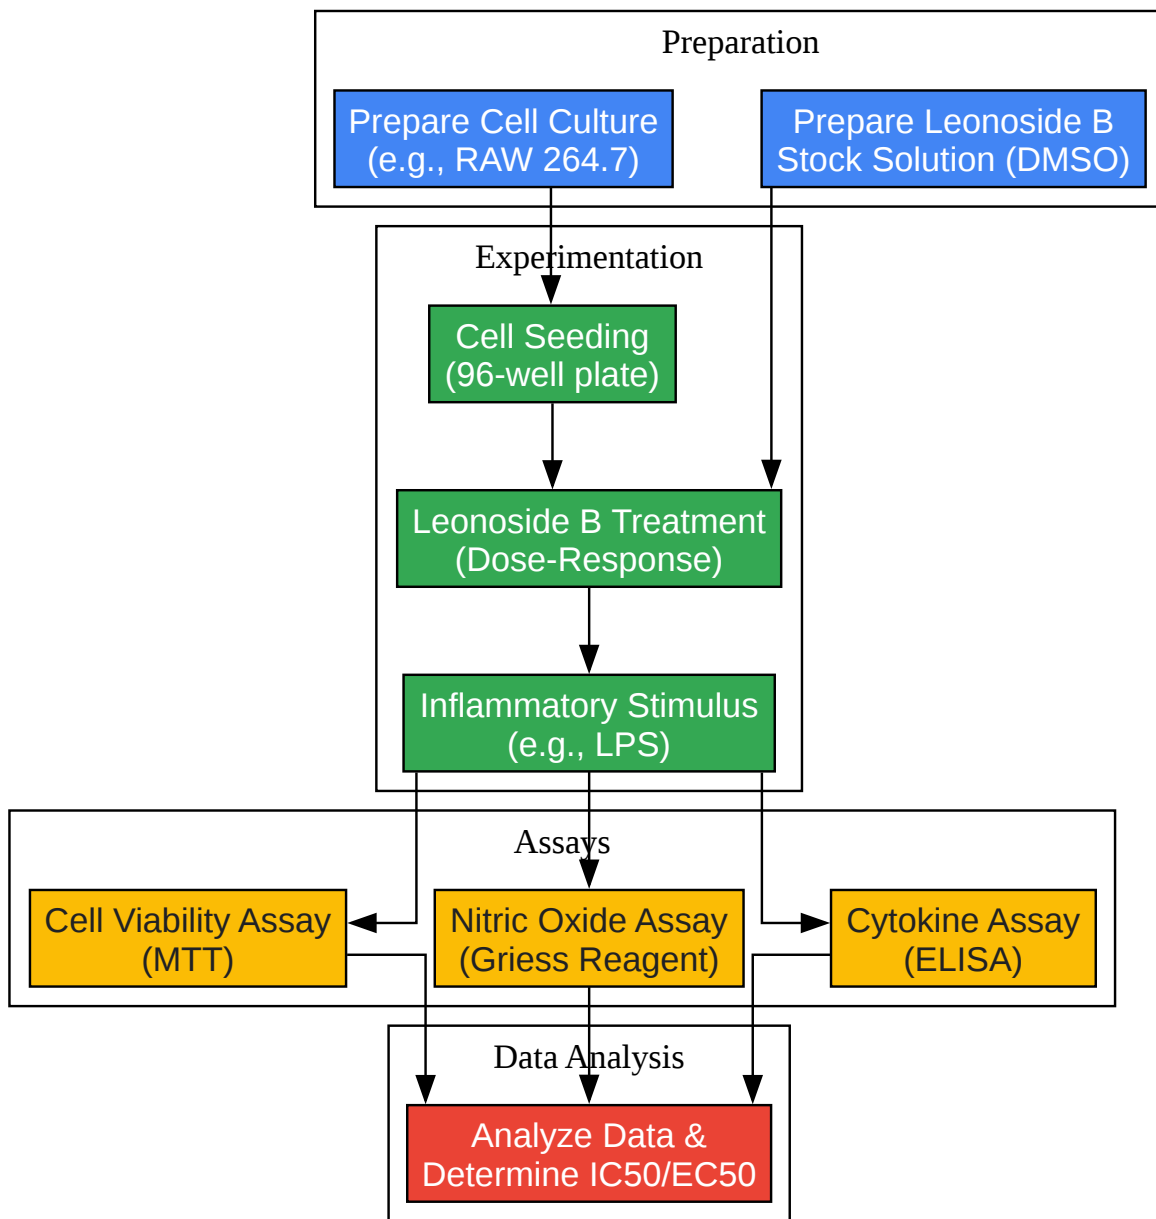 Preparation
Prepare Cell Culture
(e.g., RAW 264.7)
Prepare Leonoside B
Stock Solution (DMSO)
Experimentation
Cell Seeding
(96-well plate)
Leonoside B Treatment
(Dose-Response)
Inflammatory Stimulus
(e.g., LPS)
Assays
Cell Viability Assay
(MTT)
Nitric Oxide Assay
(Griess Reagent)
Cytokine Assay
(ELISA)
Data Analysis
Analyze Data &
Determine IC50/EC50